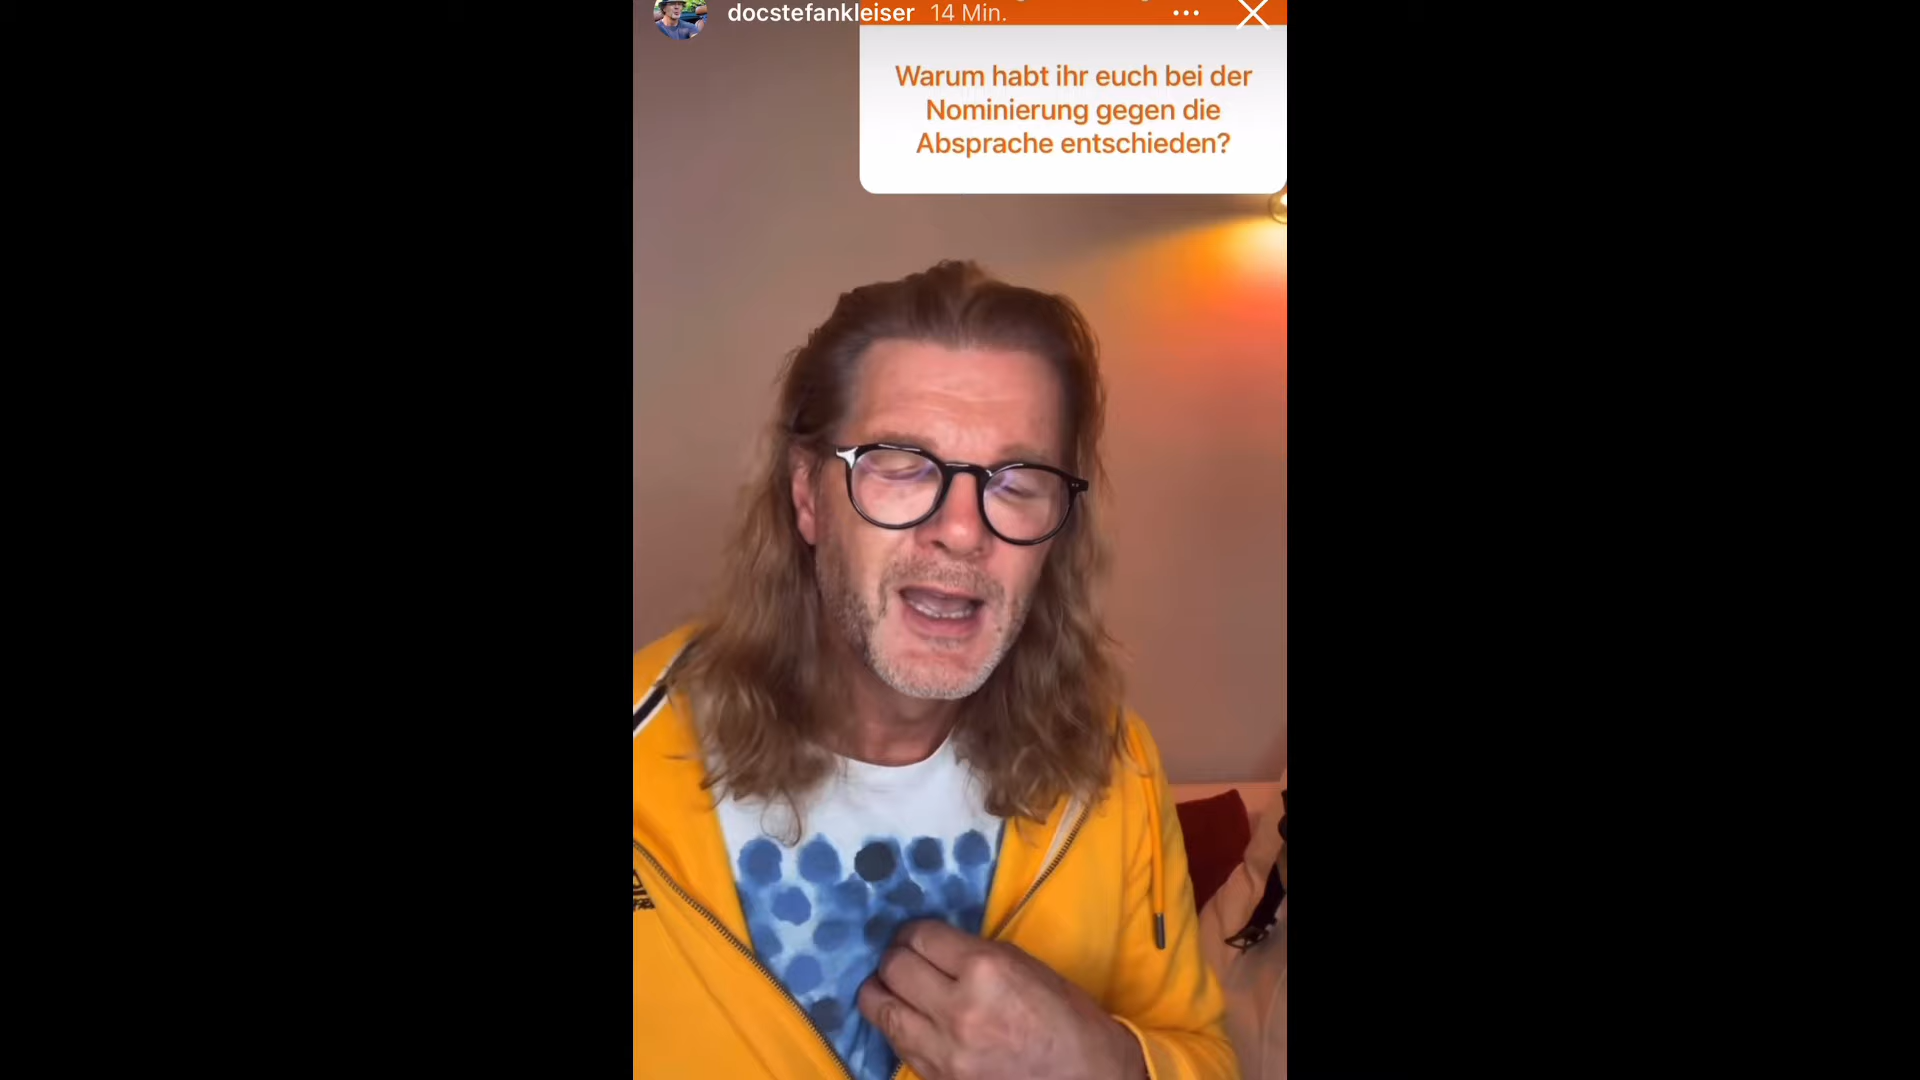 docstefankleiser 14 Min.
Warum habt ihr euch bei der
Nominierung gegen die
Absprache entschieden?